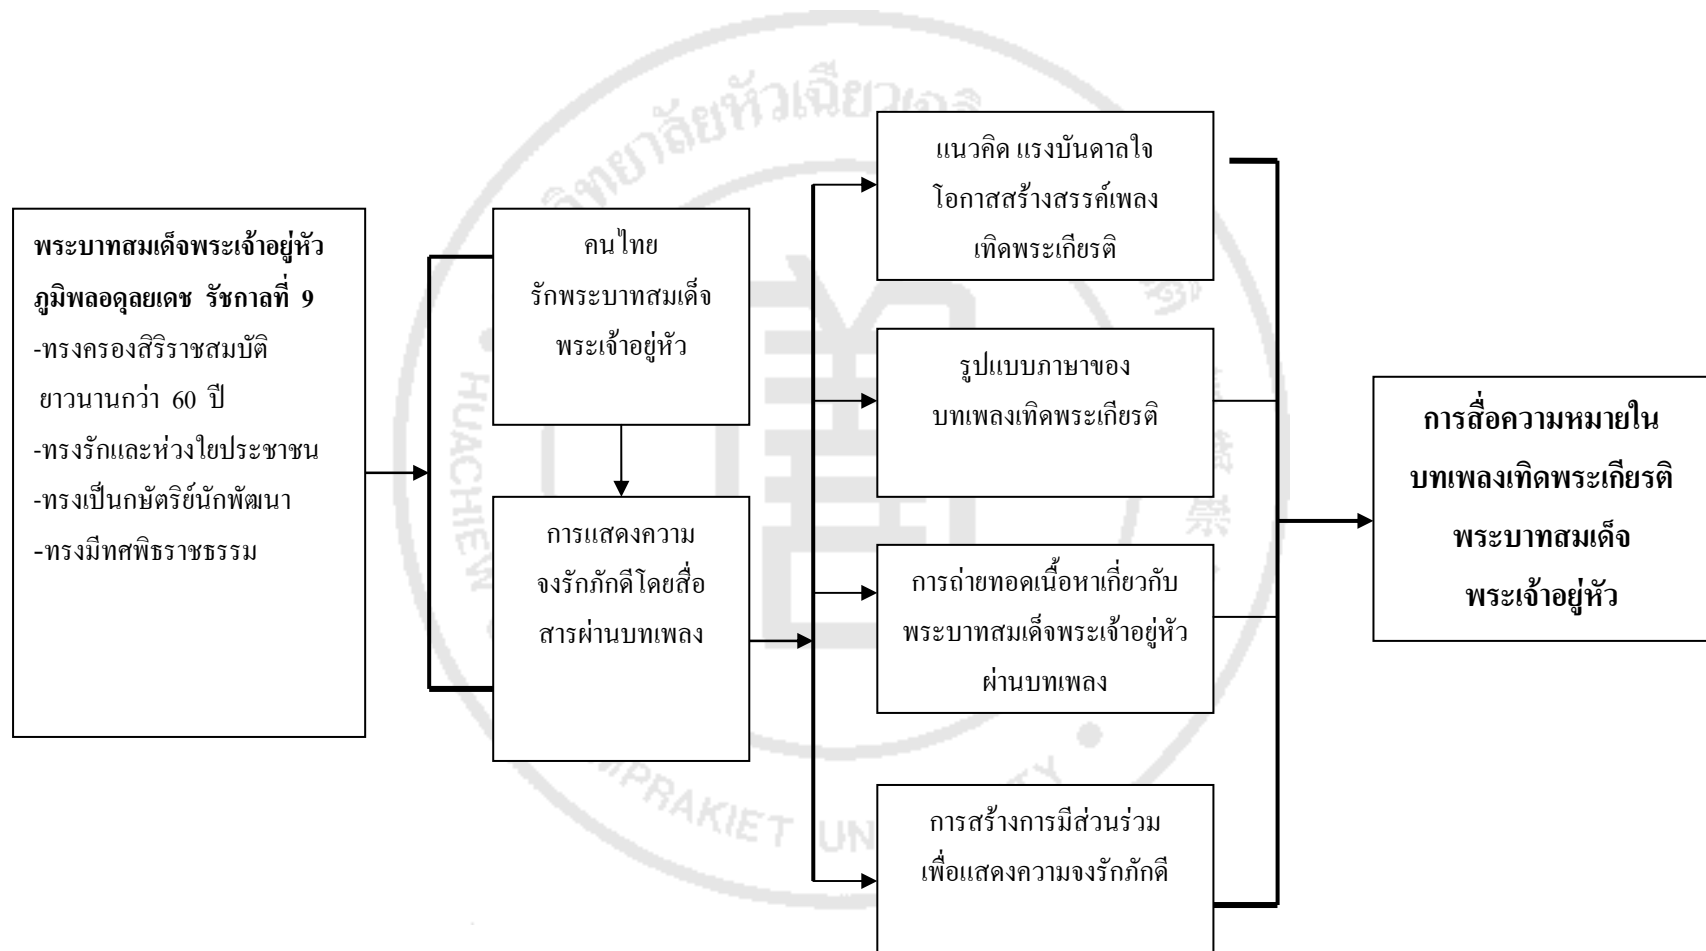 พระบาทสมเด็จพระเจ้าอยู่หัว
ภูมิพลอดุลยเดช รัชกาลที่ 9
-ทรงครองสิริราชสมบัติ
ยาวนานกว่า 60 ปี
-ทรงรักและห่วงใยประชาชน
-ทรงเป็นกษัตริย์นักพัฒนา
-ทรงมีทศพิธราชธรรม
คนไทย
รักพระบาทสมเด็จ
พระเจ้าอยู่หัว
การแสดงความ
จงรักภักดีโดยสื่อ
สารผ่านบทเพลง
แนวคิด แรงบันดาลใจ
โอกาสสร้างสรรค์เพลง
เทิดพระเกียรติ
รูปแบบภาษาของ
บทเพลงเทิดพระเกียรติ
การถ่ายทอดเนื้อหาเกี่ยวกับ
พระบาทสมเด็จพระเจ้าอยู่หัว
ผ่านบทเพลง
การสร้างการมีส่วนร่วม
เพื่อแสดงความจงรักภักดี
การสื่อความหมายใน
บทเพลงเทิดพระเกียรติ
พระบาทสมเด็จ
พระเจ้าอยู่หัว
HUACHIEW